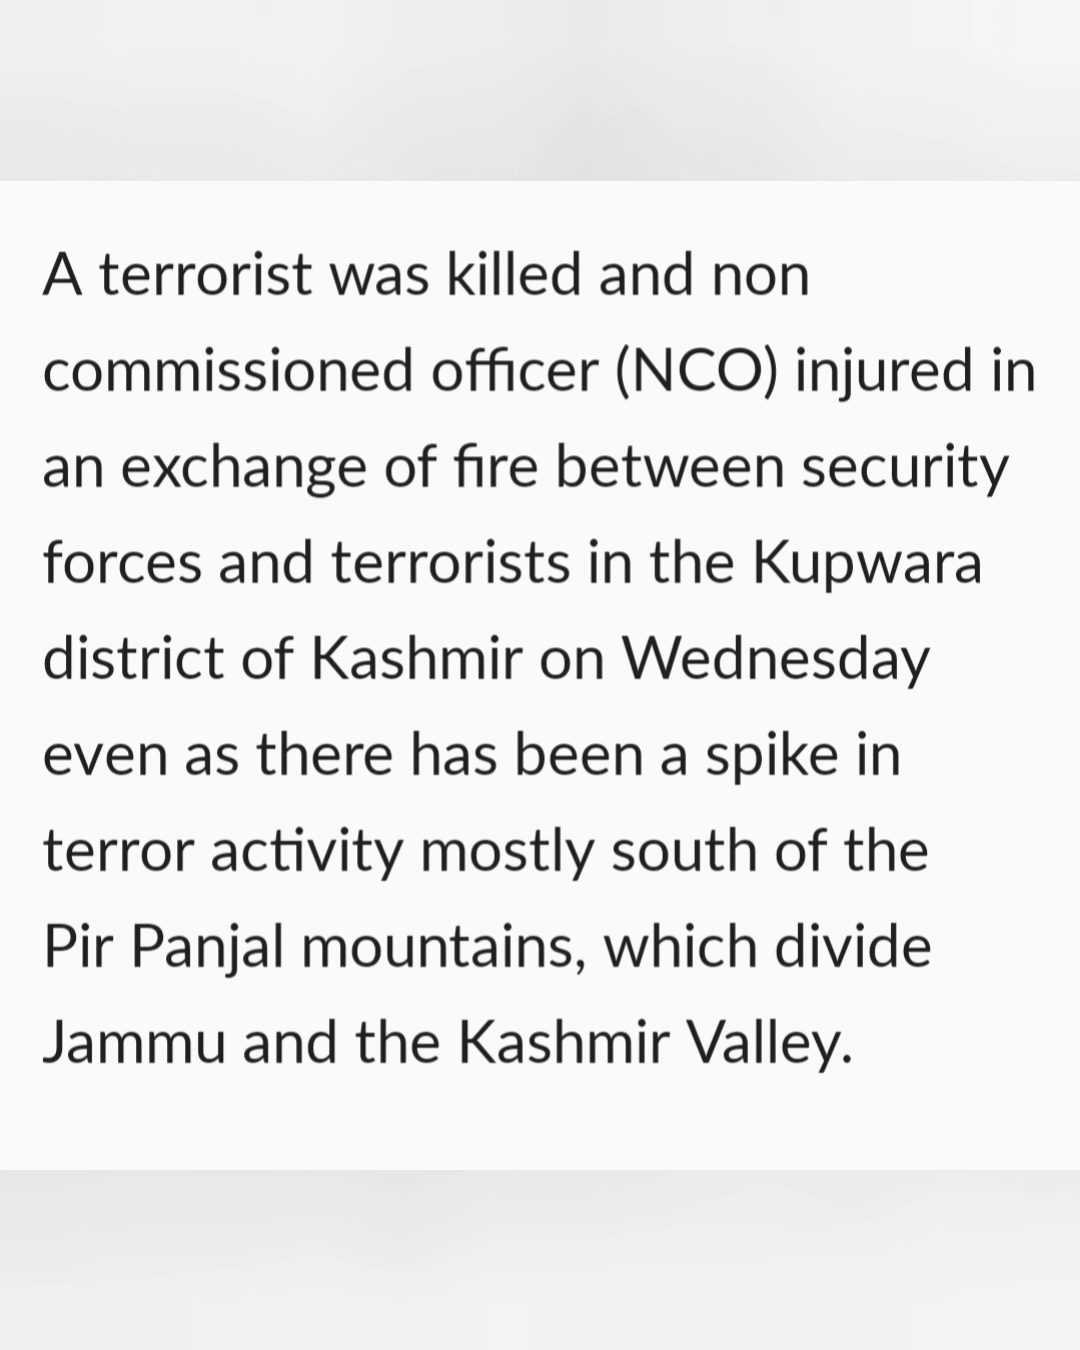 A terrorist was killed and non
commissioned officer (NCO) injured in
an exchange of fire between security
forces and terrorists in the Kupwara
district of Kashmir on Wednesday
even as there has been a spike in
terror activity mostly south of the
Pir Panjal mountains, which divide
Jammu and the Kashmir Valley.